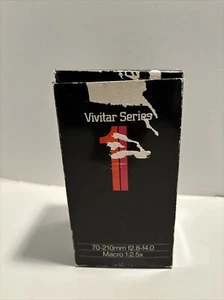 Vivitar Series
1
70-210mm f2.8-f4.0
Macro 1:2.5x